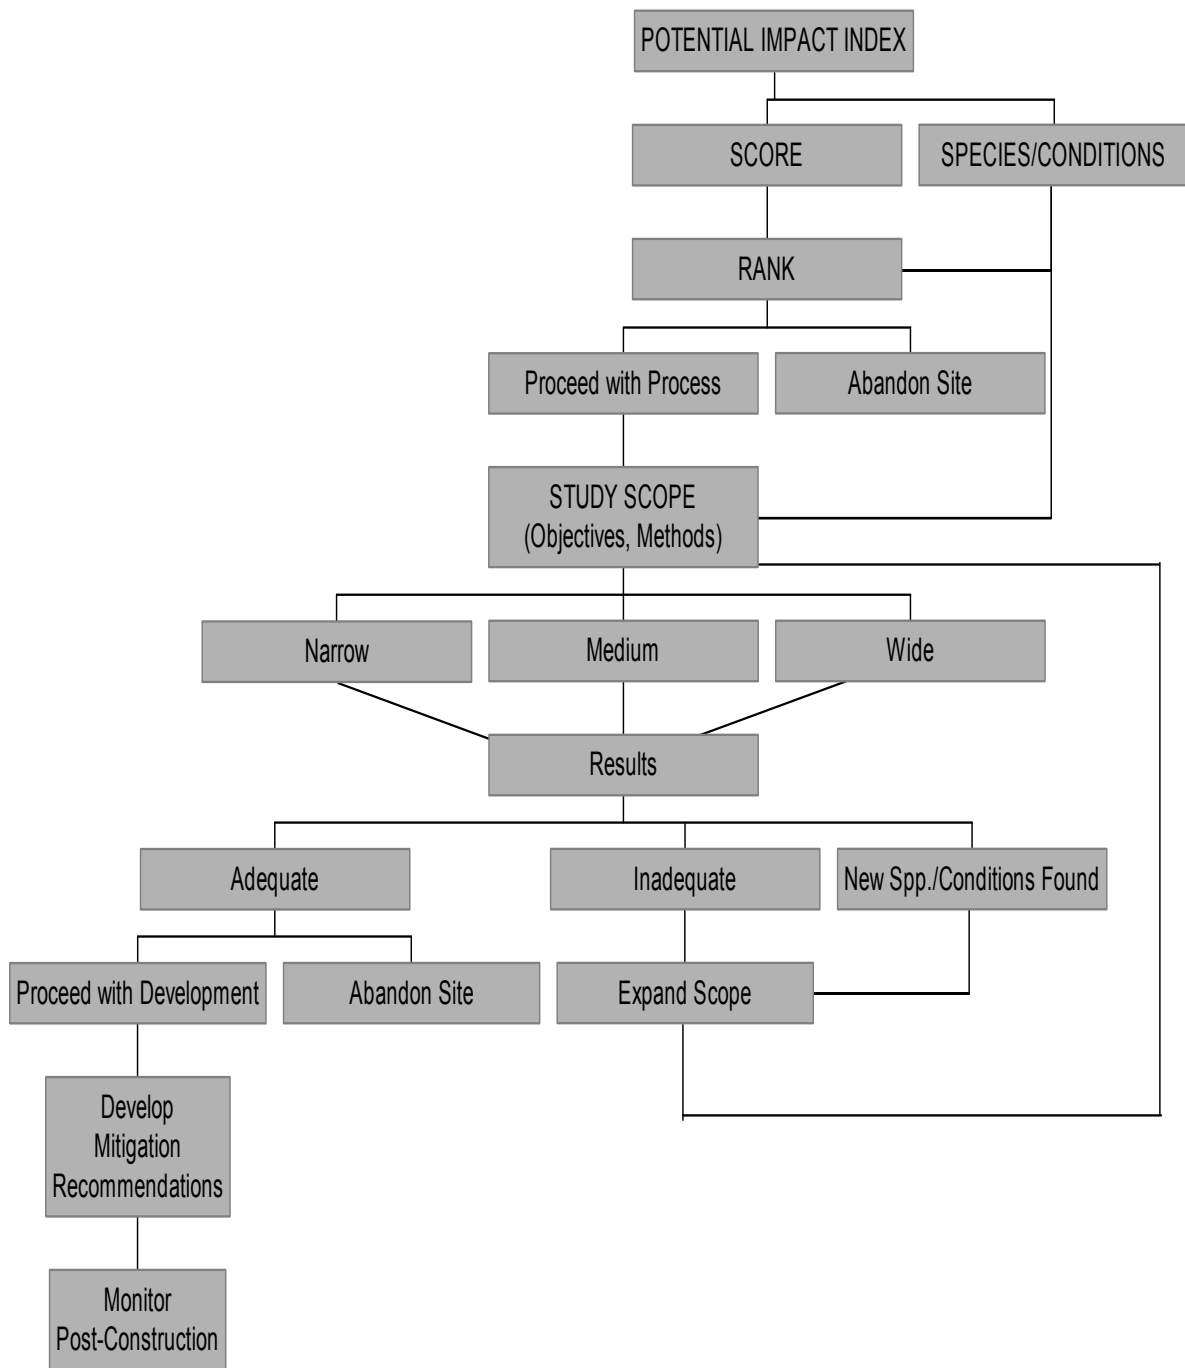 POTENTIAL IMPACT INDEX
SCORE
SPECIES/CONDITIONS
RANK
Proceed with Process
Abandon Site
STUDY SCOPE
(Objectives, Methods)
Narrow
Medium
Wide
Results
Adequate
Inadequate
New Spp./Conditions Found
Proceed with Development
Abandon Site
Expand Scope
Develop
Mitigation
Recommendations
Monitor
Post-Construction